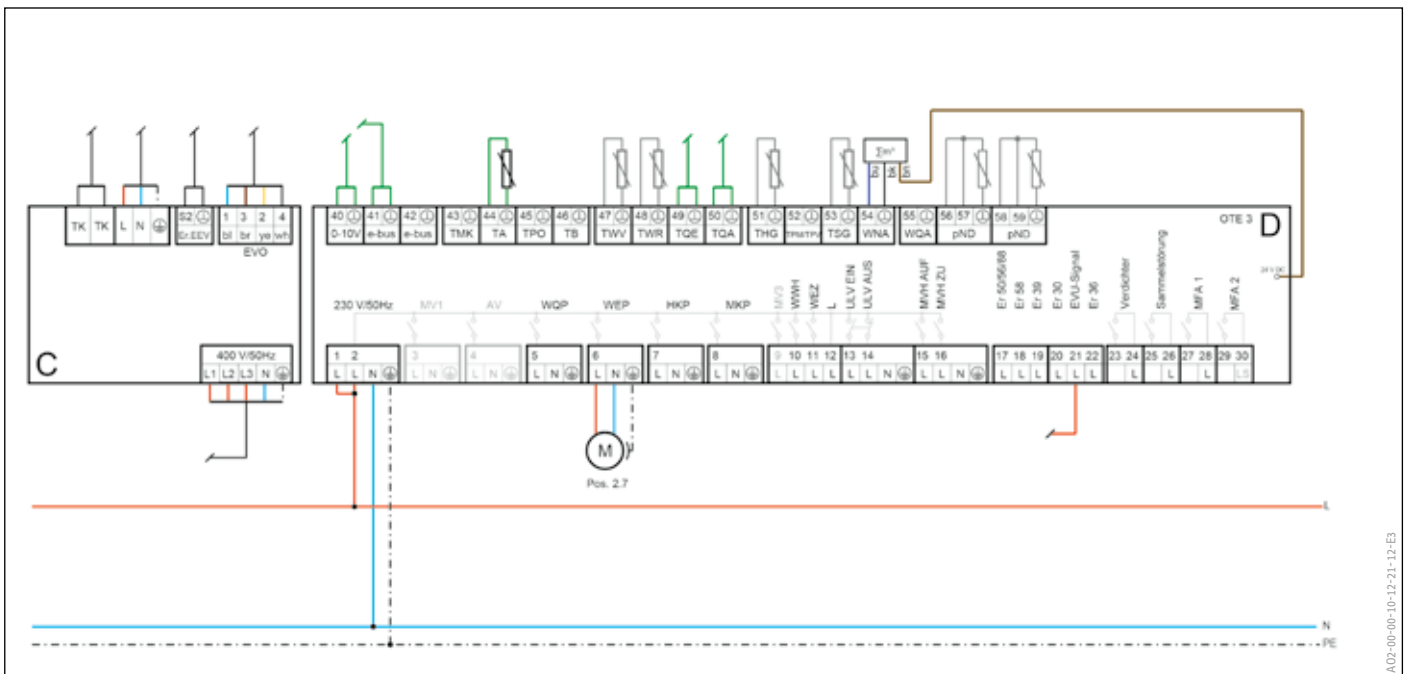 Σm³
bu bk bn
TK TK L N S2 1 3 2 4
Er.EEV bl br ye wh
EVO
40 41 42 43 44 45 46 47 48 49 50 51 52 53 54 55 56 57 58 59
0-10V e-bus e-bus TMK TA TPO TB TWV TWR TQE TQA THG TPM/TPV TSG WNA WQA pND pND
OTE 3 D
24 V DC
230 V/50Hz MV1 AV WQP WEP HKP MKP MV3 WWH WEZ L ULV EIN ULV AUS MVH AUF MVH ZU Er 50/56/68 Er 58 Er 39 Er 30 EVU-Signal Er 36 Verdichter Sammelstörung MFA 1 MFA 2
C
400 V/50Hz
L1 L2 L3 N
1 2 3 4 5 6 7 8 9 10 11 12 13 14 15 16 17 18 19 20 21 22 23 24 25 26 27 28 29 30
L L N L N L N L N L N L N L N L L L L L L N L L N L L L L L L L L L LS
M
Pos. 2.7
L
N
PE
A02-00-00-10-12-21-12-E3